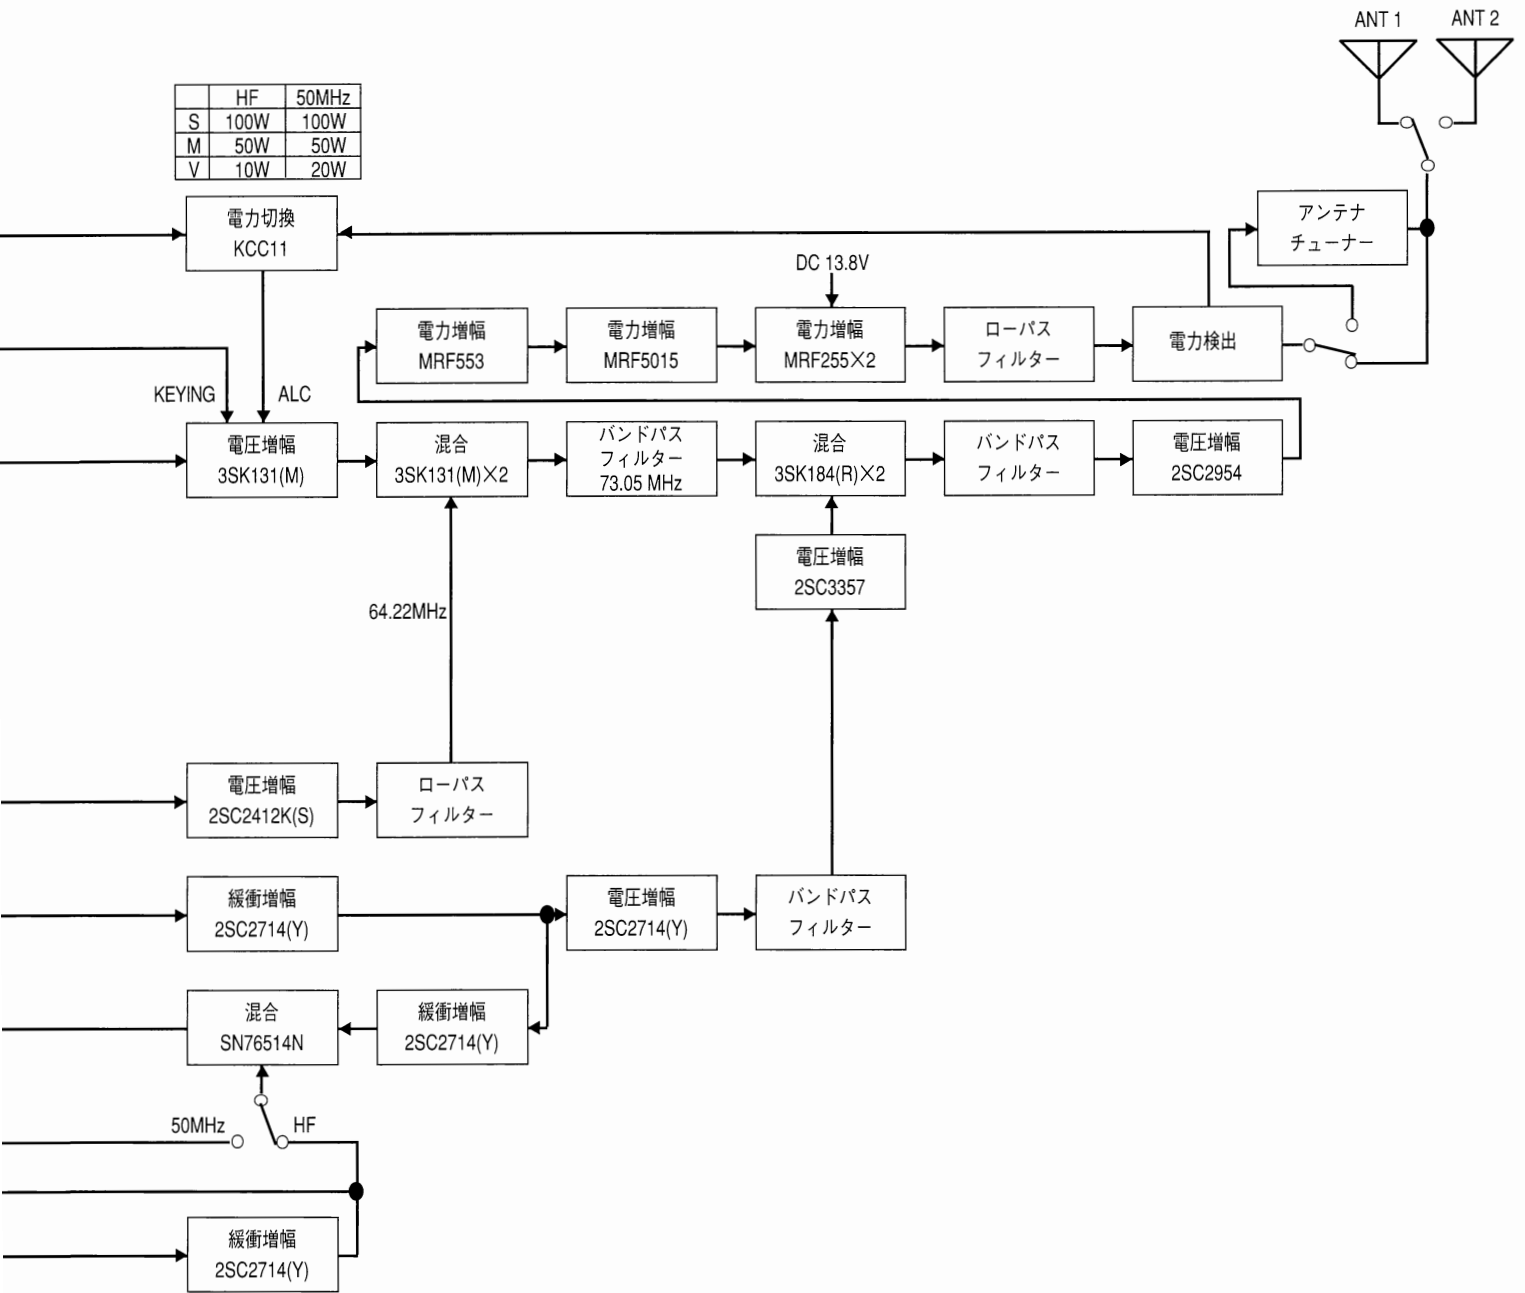 ANT 1 ANT 2
HF 50MHz
S 100W 100W
M 50W 50W
V 10W 20W
電力切換
KCC11
アンテナ
チューナー
DC 13.8V
電力増幅
MRF553
電力増幅
MRF5015
電力増幅
MRF255×2
ローパス
フィルター
電力検出
KEYING
ALC
電圧増幅
3SK131(M)
混合
3SK131(M)×2
バンドパス
フィルター
73.05 MHz
混合
3SK184(R)×2
バンドパス
フィルター
電圧増幅
2SC2954
電圧増幅
2SC3357
64.22MHz
電圧増幅
2SC2412K(S)
ローパス
フィルター
緩衝増幅
2SC2714(Y)
電圧増幅
2SC2714(Y)
バンドパス
フィルター
混合
SN76514N
緩衝増幅
2SC2714(Y)
50MHz
HF
緩衝増幅
2SC2714(Y)